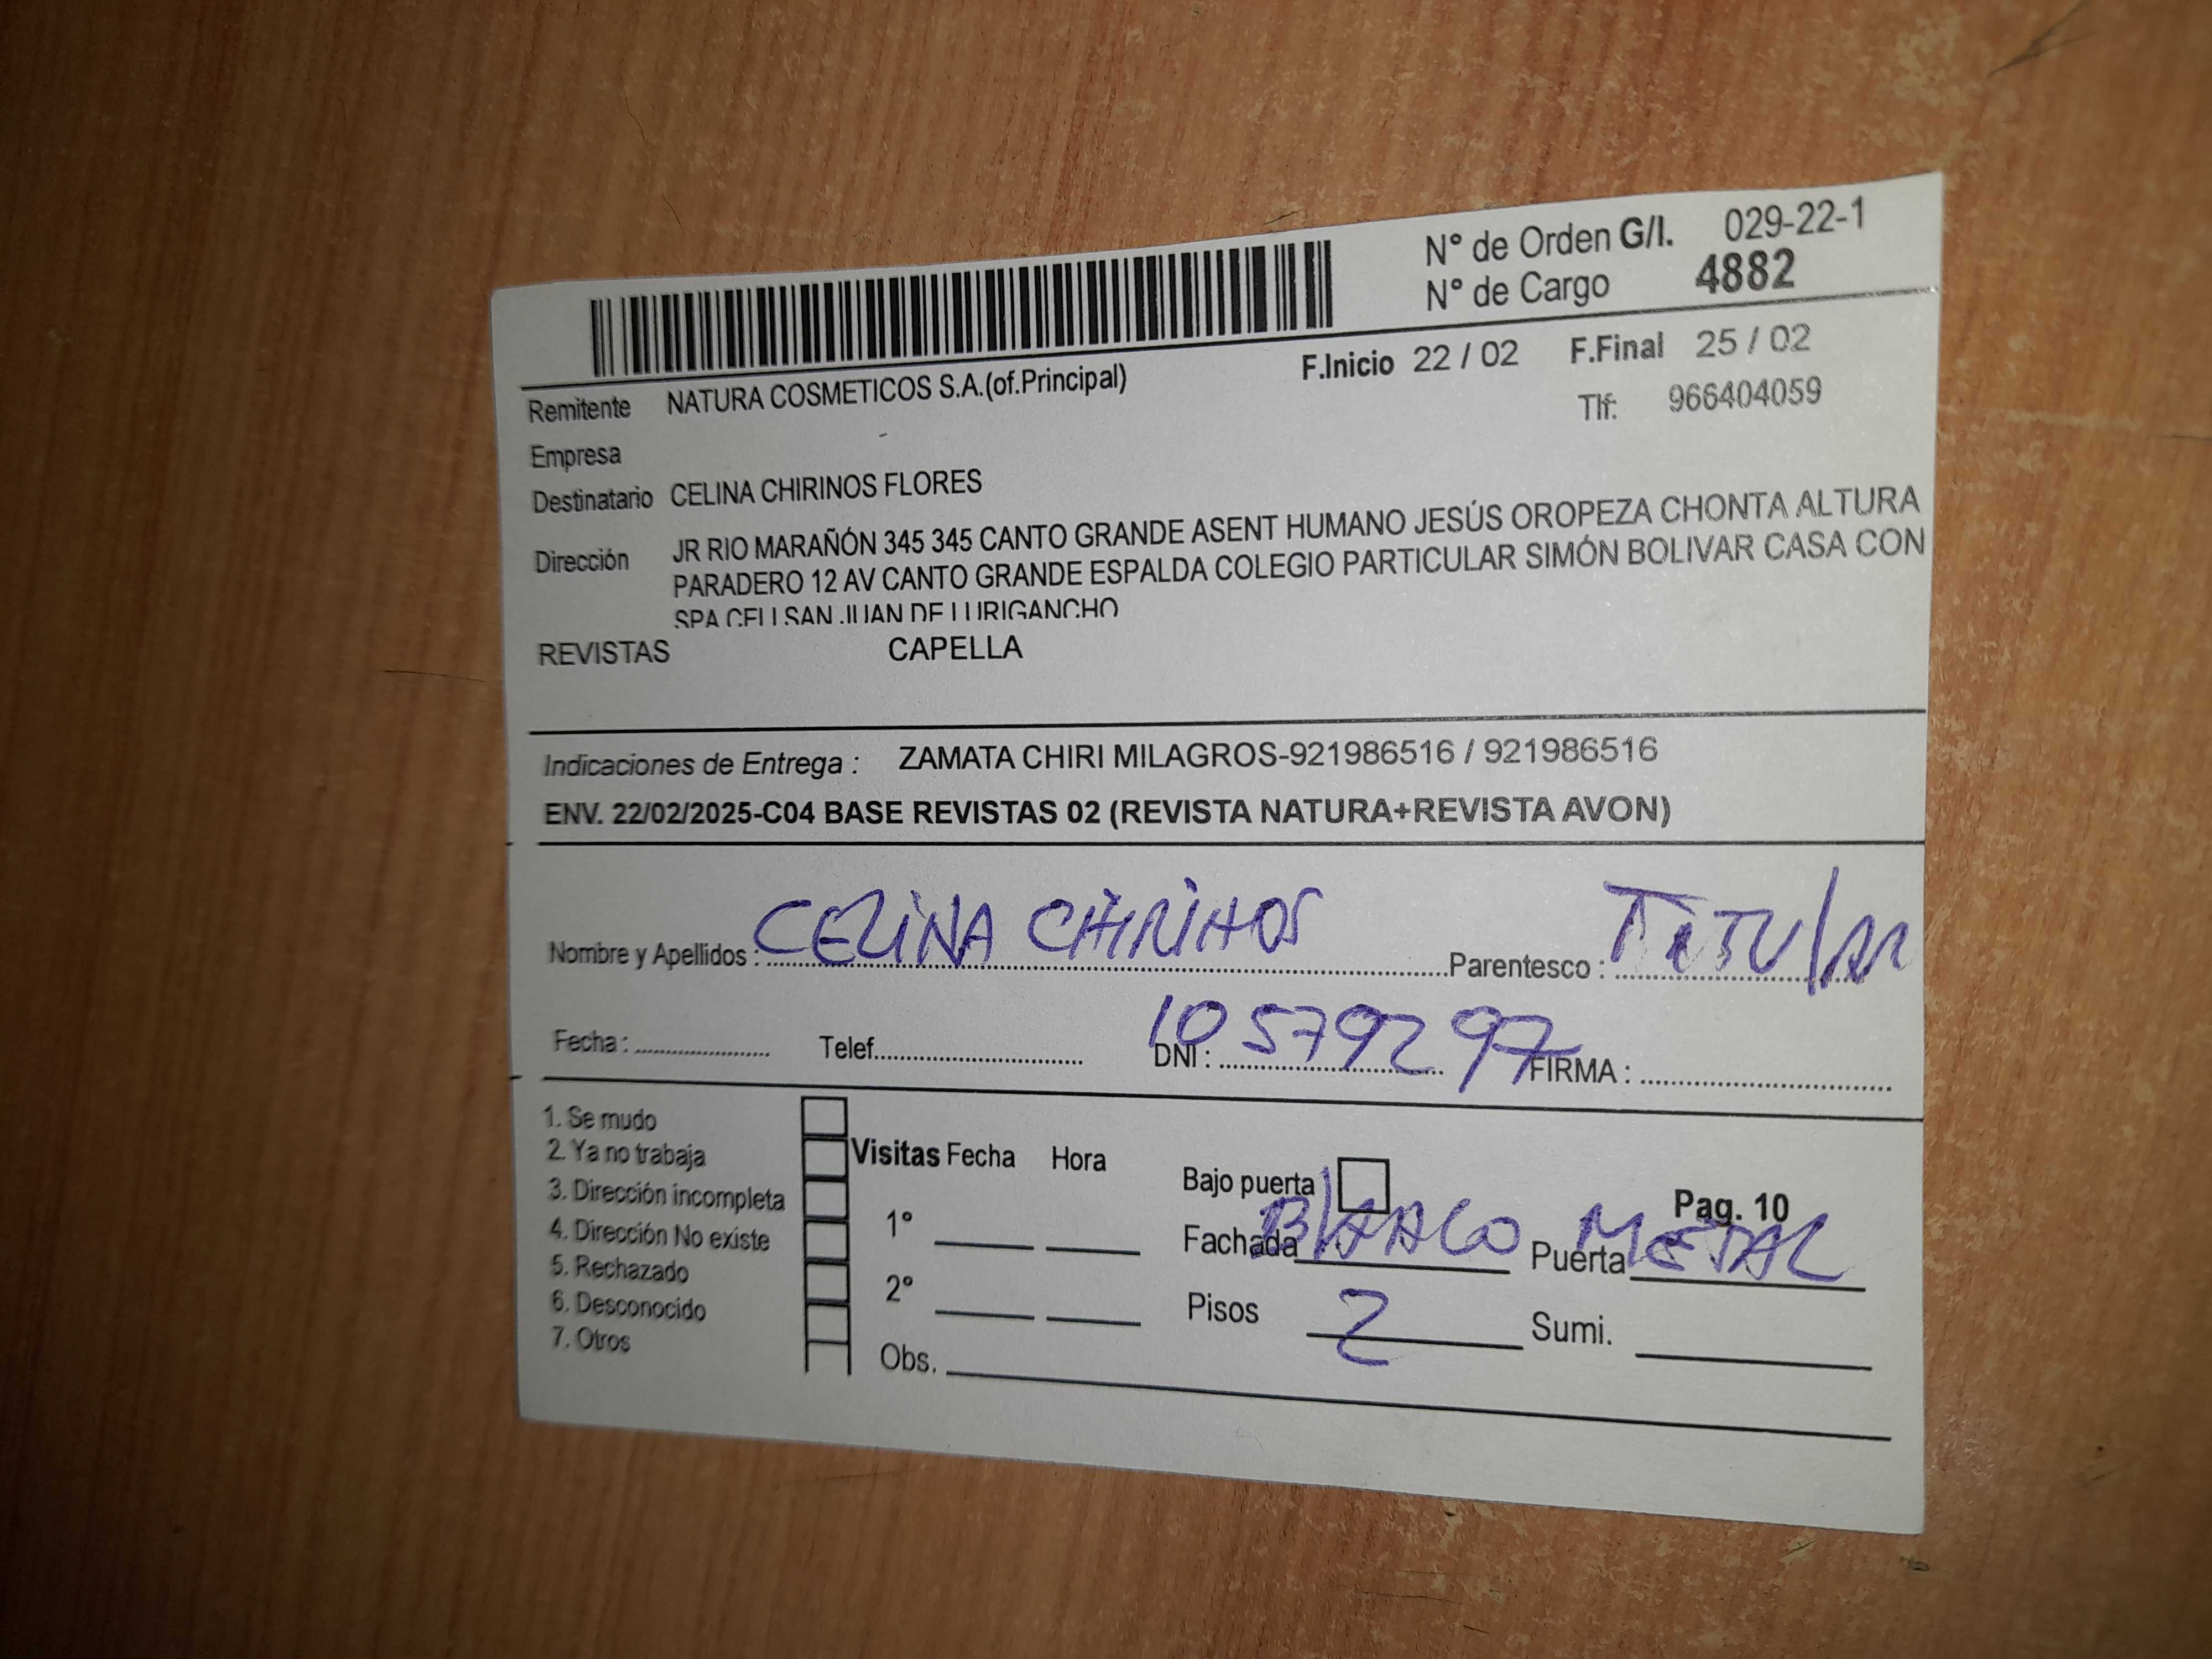 N° de Orden G/I. 029-22-1
N° de Cargo 4882
F.Inicio 22 / 02 F.Final 25 / 02
Remitente NATURA COSMETICOS S.A.(of.Principal)
Tlf: 966404059
Empresa -
Destinatario CELINA CHIRINOS FLORES
Dirección JR RIO MARAÑÓN 345 345 CANTO GRANDE ASENT HUMANO JESÚS OROPEZA CHONTA ALTURA
PARADERO 12 AV CANTO GRANDE ESPALDA COLEGIO PARTICULAR SIMÓN BOLIVAR CASA CON
SPA CELI SAN JUAN DE LURIGANCHO
REVISTAS CAPELLA
Indicaciones de Entrega : ZAMATA CHIRI MILAGROS-921986516 / 921986516
ENV. 22/02/2025-C04 BASE REVISTAS 02 (REVISTA NATURA+REVISTA AVON)
Nombre y Apellidos : CELINA CHIRINOS Parentesco : TITULAR
Fecha : Telef. DNI : 10579297 FIRMA :
1. Se mudo
2. Ya no trabaja
3. Dirección incompleta
4. Dirección No existe
5. Rechazado
6. Desconocido
7. Otros
Visitas Fecha Hora
1°
2°
Obs.
Bajo puerta
Pag. 10
Fachada BLANCO Puerta METAL
Pisos 2 Sumi.